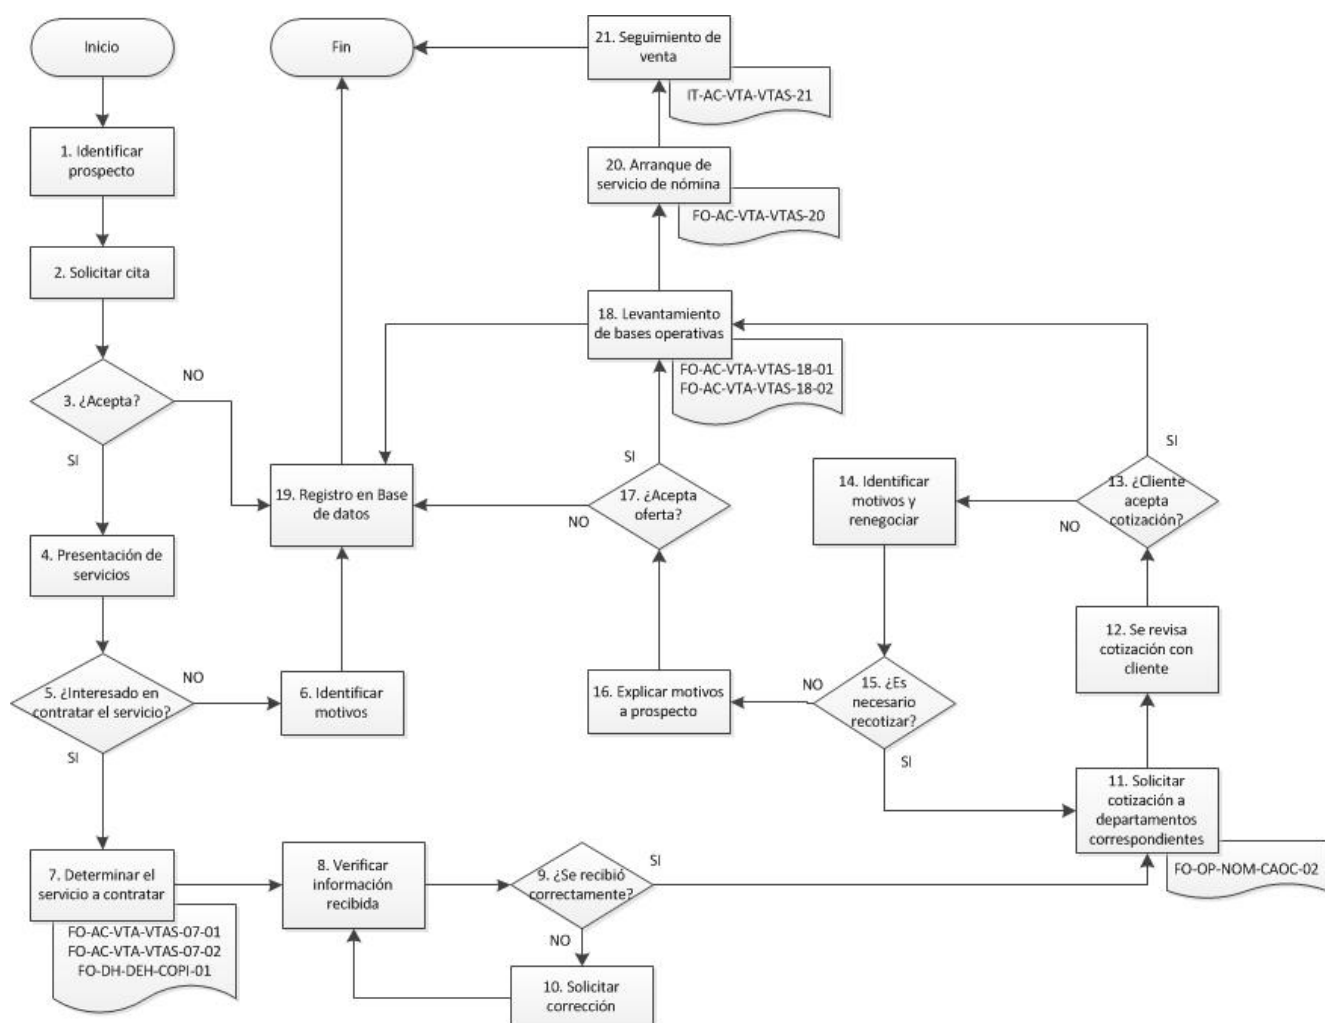 Inicio
Fin
21. Seguimiento de
venta
IT-AC-VTA-VTAS-21
1. Identificar
prospecto
20. Arranque de
servicio de nómina
FO-AC-VTA-VTAS-20
2. Solicitar cita
18. Levantamiento
de bases operativas
FO-AC-VTA-VTAS-18-01
FO-AC-VTA-VTAS-18-02
3. ¿Acepta?
NO
SI
19. Registro en Base
de datos
17. ¿Acepta
oferta?
SI
NO
14. Identificar
motivos y
renegociar
13. ¿Cliente
acepta
cotización?
SI
NO
4. Presentación de
servicios
12. Se revisa
cotización con
cliente
5. ¿Interesado en
contratar el servicio?
NO
SI
6. Identificar
motivos
16. Explicar motivos
a prospecto
15. ¿Es
necesario
recotizar?
NO
SI
11. Solicitar
cotización a
departamentos
correspondientes
FO-OP-NOM-CAOC-02
7. Determinar el
servicio a contratar
FO-AC-VTA-VTAS-07-01
FO-AC-VTA-VTAS-07-02
FO-DH-DEH-COPI-01
8. Verificar
información
recibida
9. ¿Se recibió
correctamente?
SI
NO
10. Solicitar
corrección